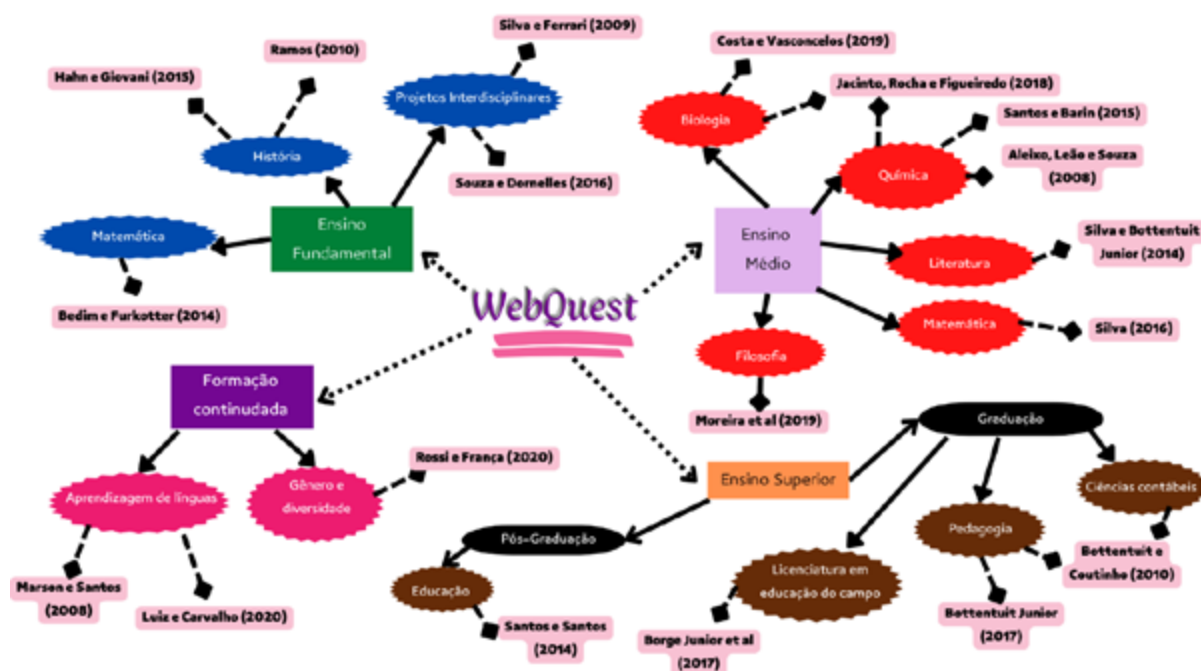 Silva e Ferrari (2009)
Ramos (2010)
Hahn e Giovani (2015)
Projetos Interdisciplinares
História
Souza e Dornelles (2016)
Ensino
Fundamental
Matemática
Bedim e Furkotter (2014)
Costa e Vasconcelos (2019)
Jacinto, Rocha e Figueiredo (2018)
Biologia
Santos e Barin (2015)
Química
Aleixo, Leão e Souza
(2008)
Ensino
Médio
Silva e Bottentuit
Junior (2014)
Literatura
Matemática
Silva (2016)
Filosofia
Moreira et al (2019)
WebQuest
Formação
continudada
Rossi e França (2020)
Aprendizagem de línguas
Gênero e
diversidade
Marson e Santos
(2008)
Luiz e Carvalho (2020)
Ensino Superior
Graduação
Ciências contábeis
Pedagogia
Bottentuit e
Coutinho (2010)
Bottentuit Junior
(2017)
Licenciatura em
educação do campo
Borge Junior et al
(2017)
Pós-Graduação
Educação
Santos e Santos
(2014)